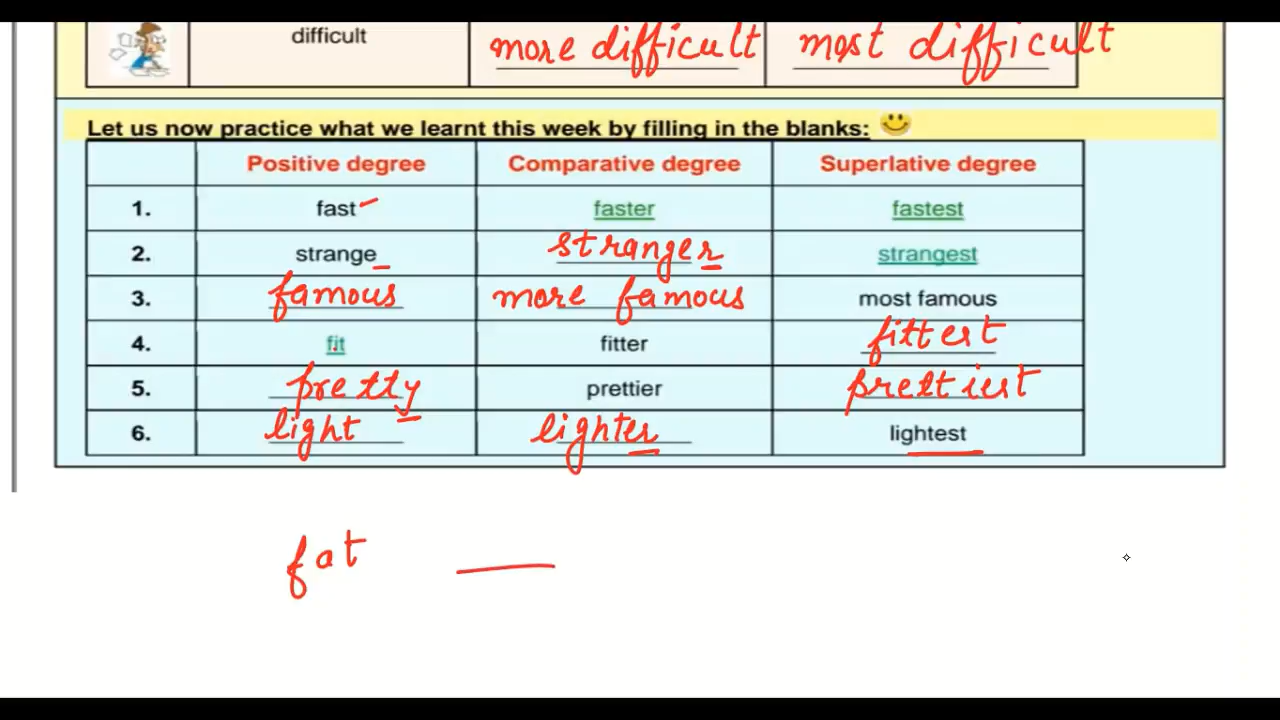 difficult more difficult most difficult
Let us now practice what we learnt this week by filling in the blanks:
Positive degree Comparative degree Superlative degree
1. fast faster fastest
2. strange stranger strangest
3. famous more famous most famous
4. fit fitter fittest
5. pretty prettier prettiest
6. light lighter lightest
fat